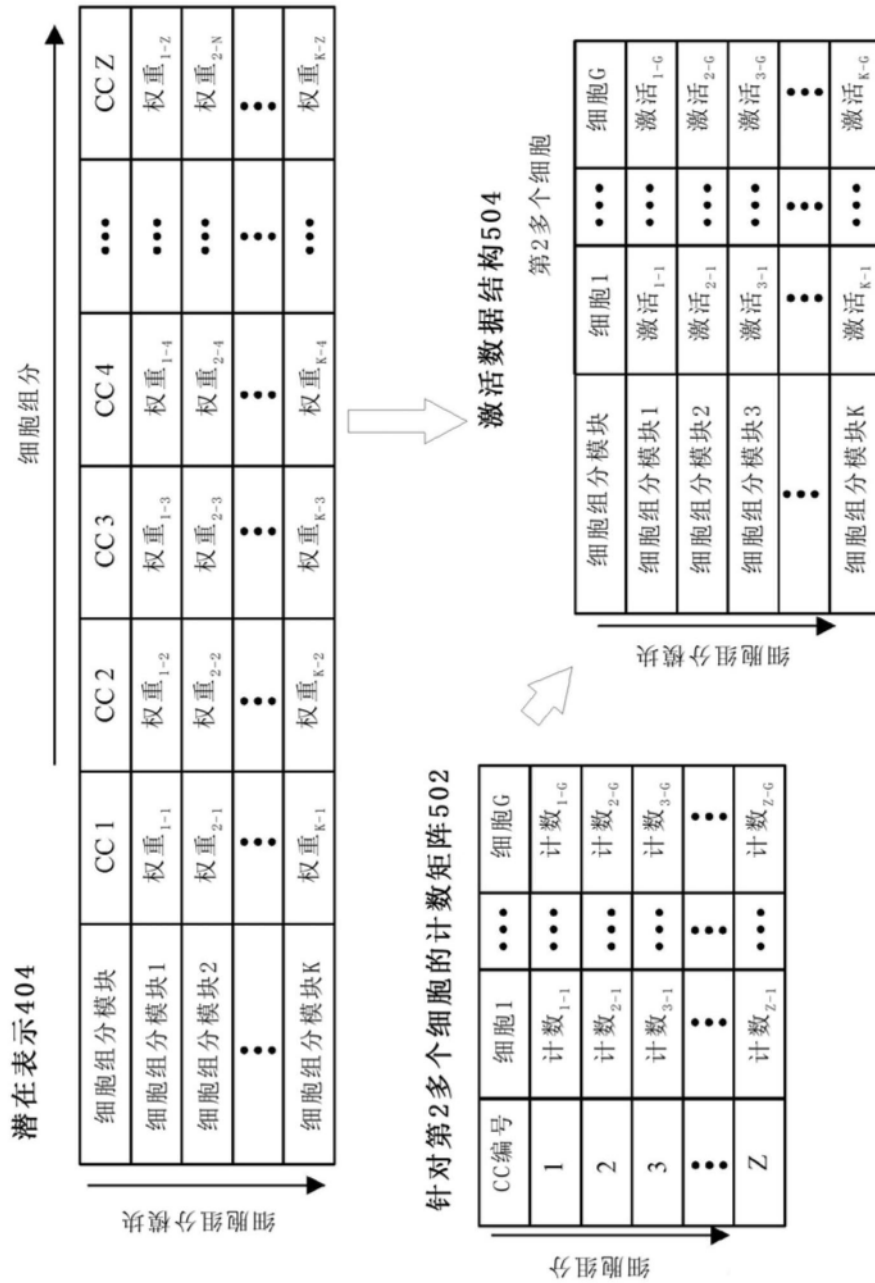 潜在表示404
细胞组分
细胞组分模块 CC 1 CC 2 CC 3 CC 4 ••• CC Z
细胞组分模块1 权重1-1 权重1-2 权重1-3 权重1-4 ••• 权重1-Z
细胞组分模块2 权重2-1 权重2-2 权重2-3 权重2-4 ••• 权重2-N
••• ••• ••• ••• ••• ••• •••
细胞组分模块K 权重K-1 权重K-2 权重K-3 权重K-4 ••• 权重K-Z
细胞组分模块
针对第2多个细胞的计数矩阵502
CC编号 细胞1 ••• 细胞G
1 计数1-1 ••• 计数1-G
2 计数2-1 ••• 计数2-G
3 计数3-1 ••• 计数3-G
••• ••• ••• •••
Z 计数Z-1 ••• 计数Z-G
细胞组分
激活数据结构504
第2多个细胞
细胞组分模块 细胞1 ••• 细胞G
细胞组分模块1 激活1-1 ••• 激活1-G
细胞组分模块2 激活2-1 ••• 激活2-G
细胞组分模块3 激活3-1 ••• 激活3-G
••• ••• ••• •••
细胞组分模块K 激活K-1 ••• 激活K-G
细胞组分模块